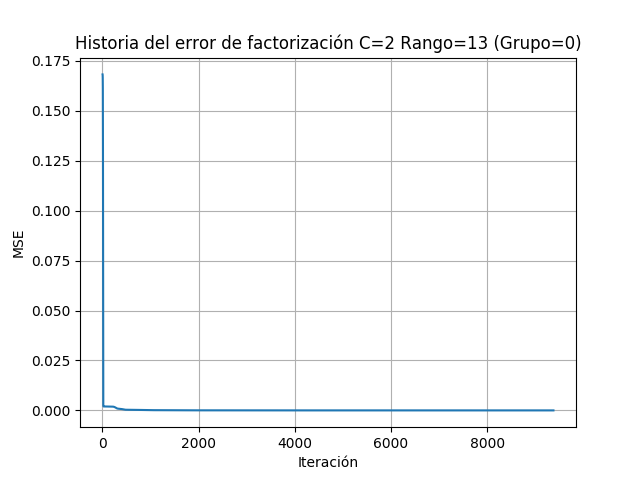 Historia del error de factorización C=2 Rango=13 (Grupo=0)
0.175
0.150
0.125
0.100
0.075
0.050
0.025
0.000
MSE
0 2000 4000 6000 8000
Iteración